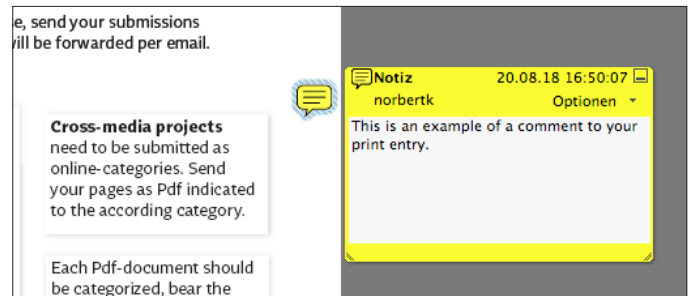 e, send your submissions
ill be forwarded per email.
Cross-media projects
need to be submitted as
online-categories. Send
your pages as Pdf indicated
to the according category.
Each Pdf-document should
be categorized, bear the
Notiz 20.08.18 16:50:07
norbertk Optionen
This is an example of a comment to your
print entry.